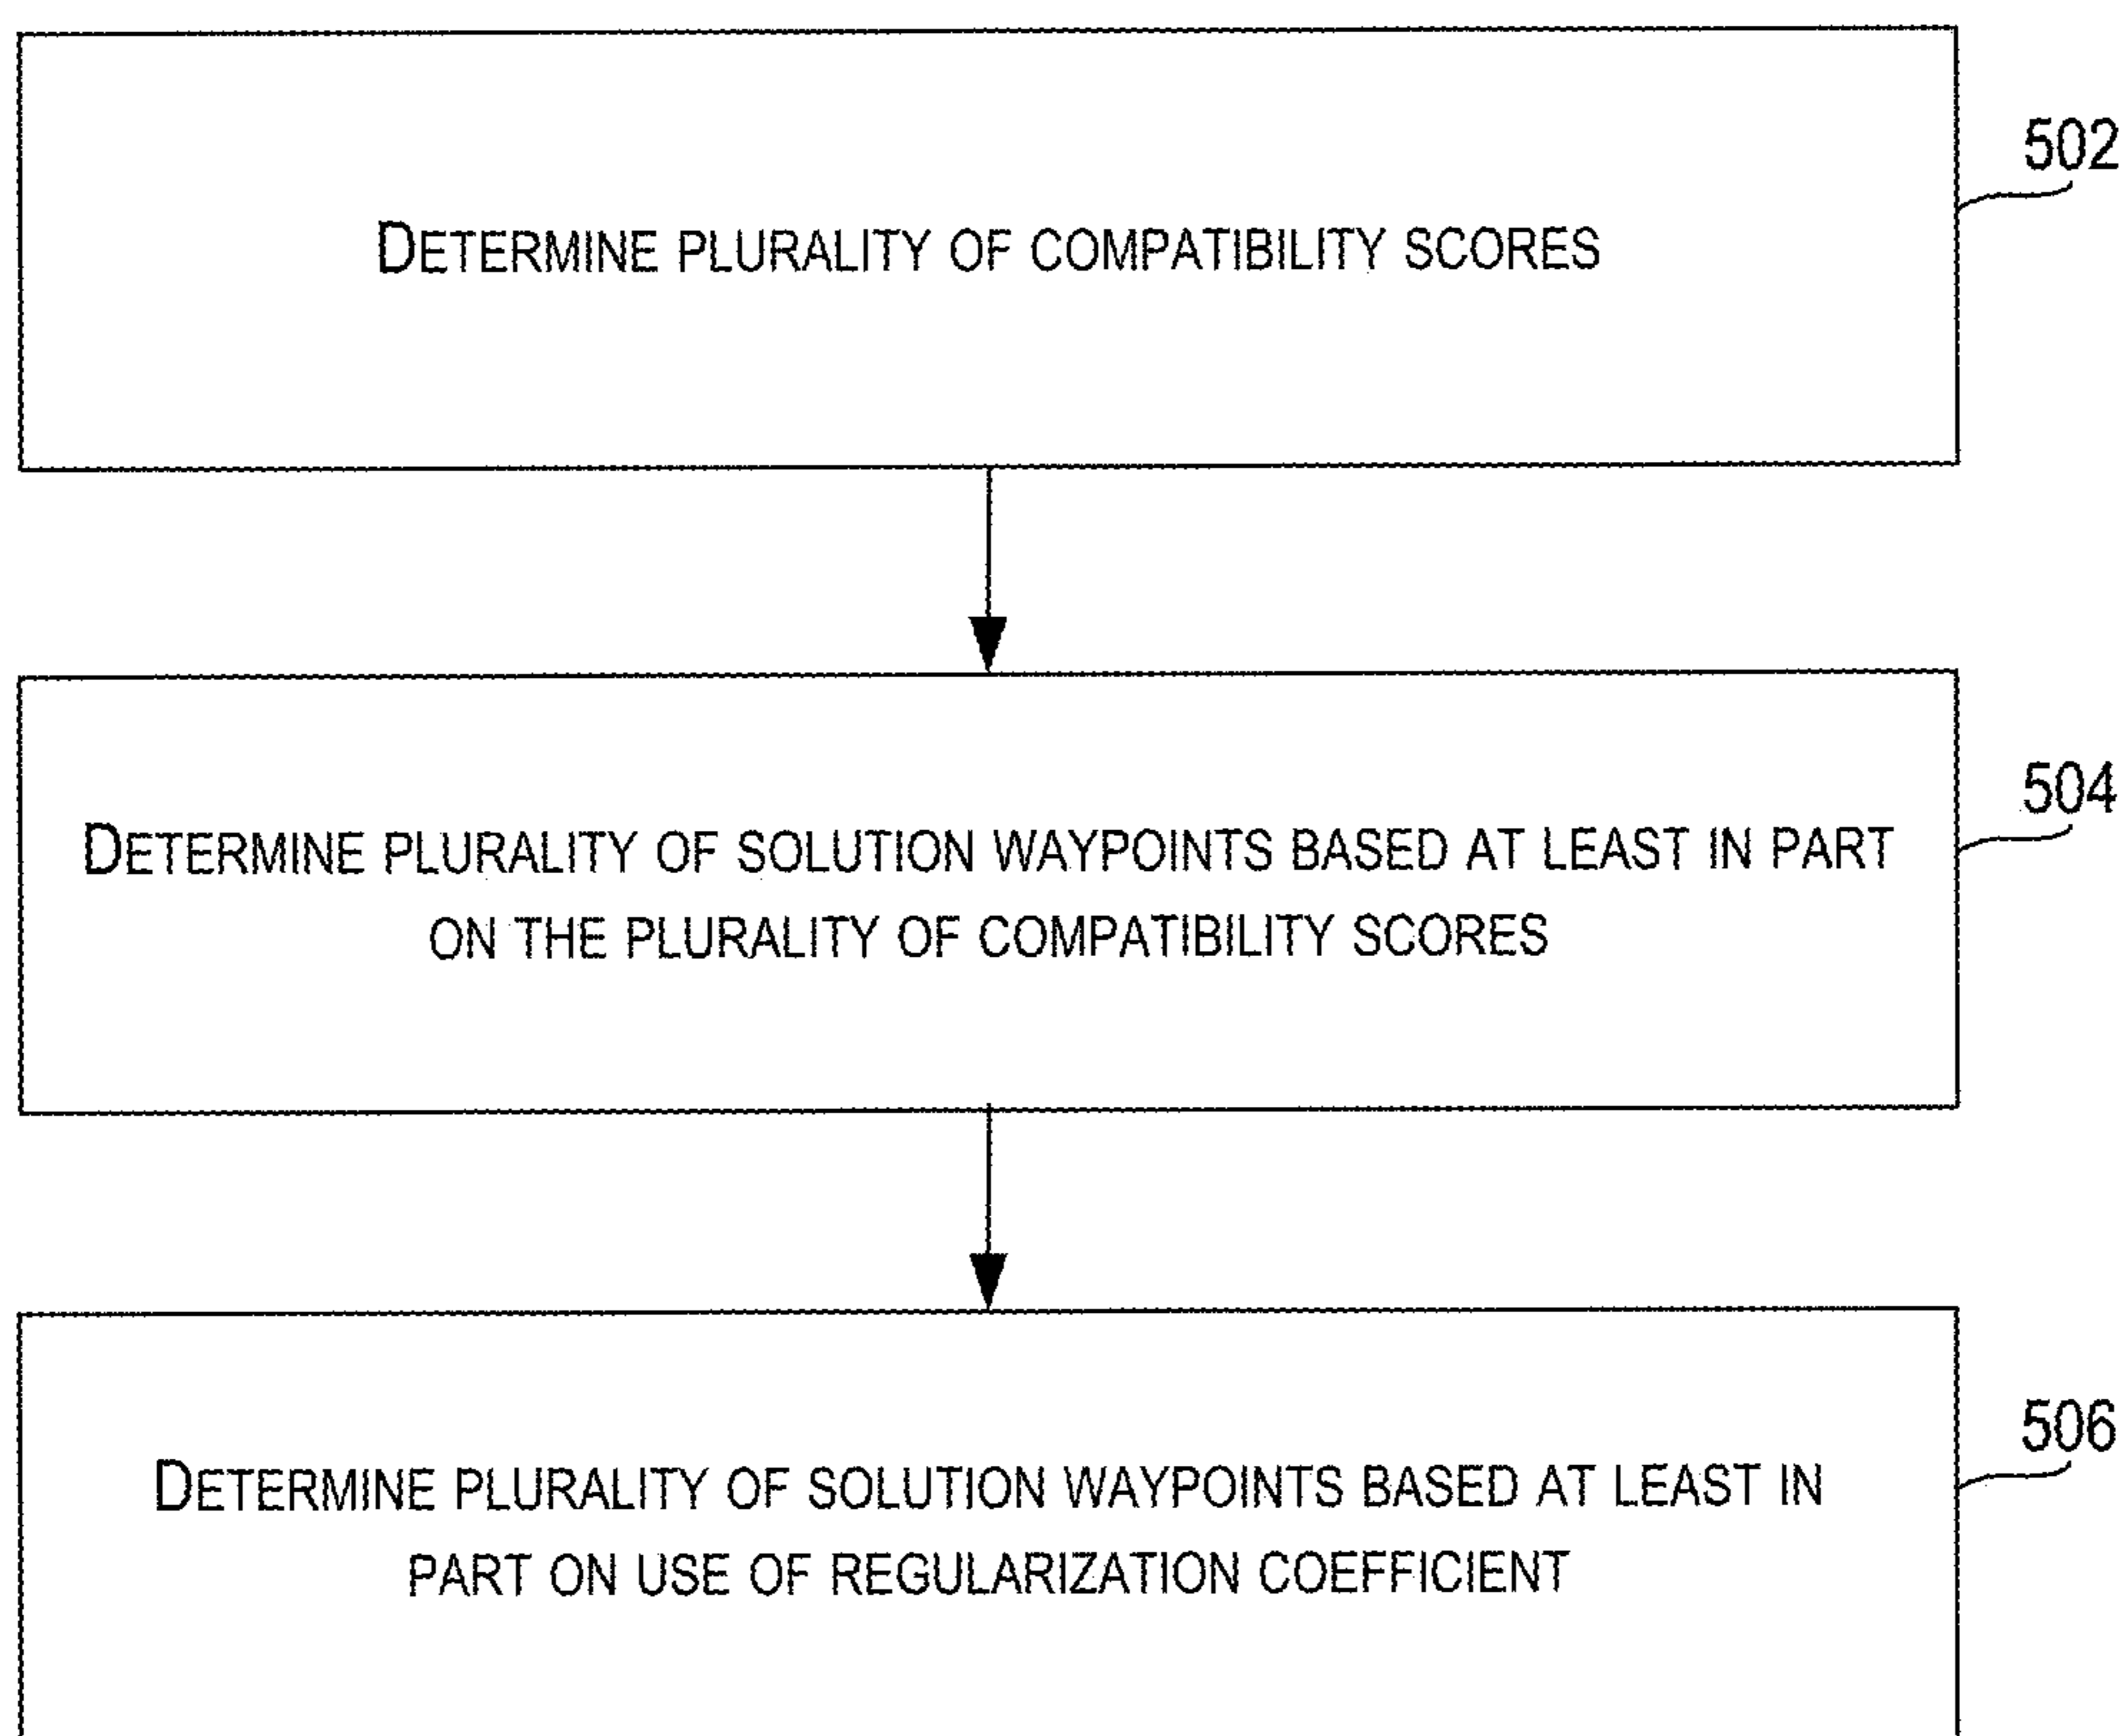 502
DETERMINE PLURALITY OF COMPATIBILITY SCORES
504
DETERMINE PLURALITY OF SOLUTION WAYPOINTS BASED AT LEAST IN PART
ON THE PLURALITY OF COMPATIBILITY SCORES
506
DETERMINE PLURALITY OF SOLUTION WAYPOINTS BASED AT LEAST IN
PART ON USE OF REGULARIZATION COEFFICIENT